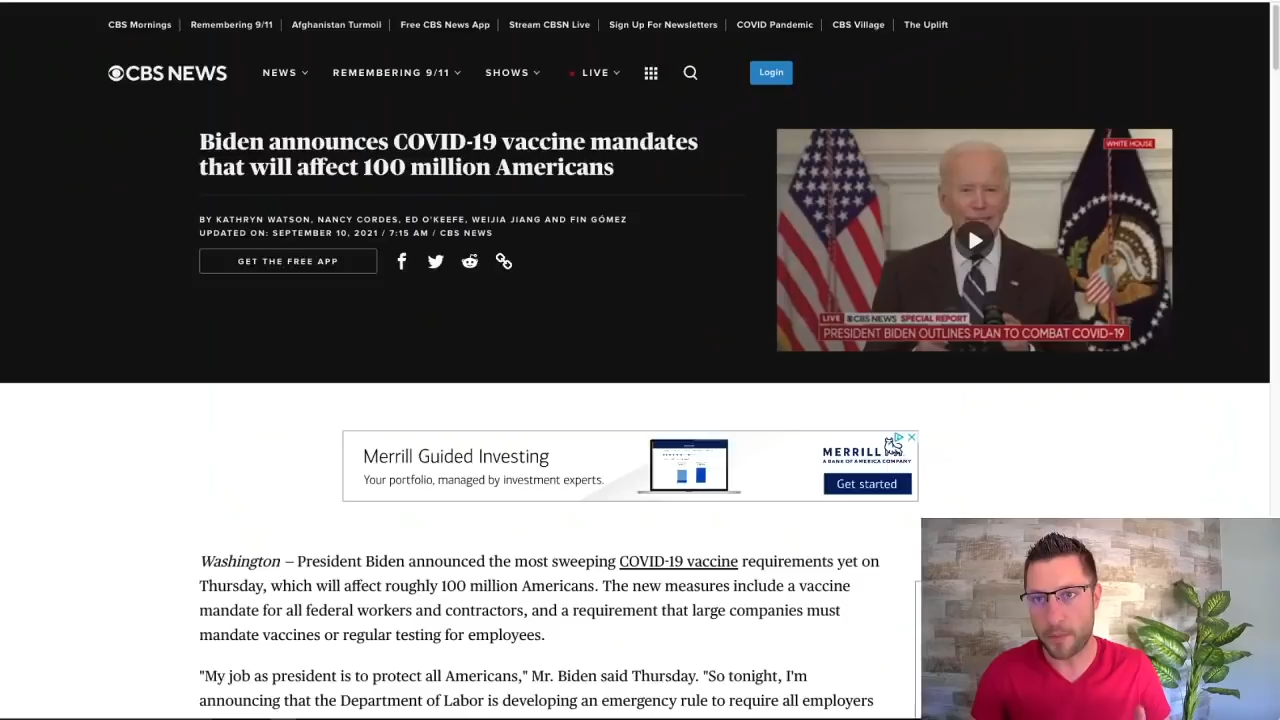 CBS Mornings Remembering 9/11 Afghanistan Turmoil Free CBS News App Stream CBSN Live Sign Up For Newsletters COVID Pandemic CBS Village The Uplift
CBS NEWS NEWS REMEMBERING 9/11 SHOWS LIVE Login
Biden announces COVID-19 vaccine mandates
that will affect 100 million Americans
BY KATHRYN WATSON, NANCY CORDES, ED O'KEEFE, WEIJIA JIANG AND FIN GÓMEZ
UPDATED ON: SEPTEMBER 10, 2021 / 7:15 AM / CBS NEWS
GET THE FREE APP
WHITE HOUSE
LIVE CBS NEWS SPECIAL REPORT
PRESIDENT BIDEN OUTLINES PLAN TO COMBAT COVID-19
Merrill Guided Investing
Your portfolio, managed by investment experts.
MERRILL
A BANK OF AMERICA COMPANY
Get started
Washington — President Biden announced the most sweeping COVID-19 vaccine requirements yet on
Thursday, which will affect roughly 100 million Americans. The new measures include a vaccine
mandate for all federal workers and contractors, and a requirement that large companies must
mandate vaccines or regular testing for employees.
"My job as president is to protect all Americans," Mr. Biden said Thursday. "So tonight, I'm
announcing that the Department of Labor is developing an emergency rule to require all employers